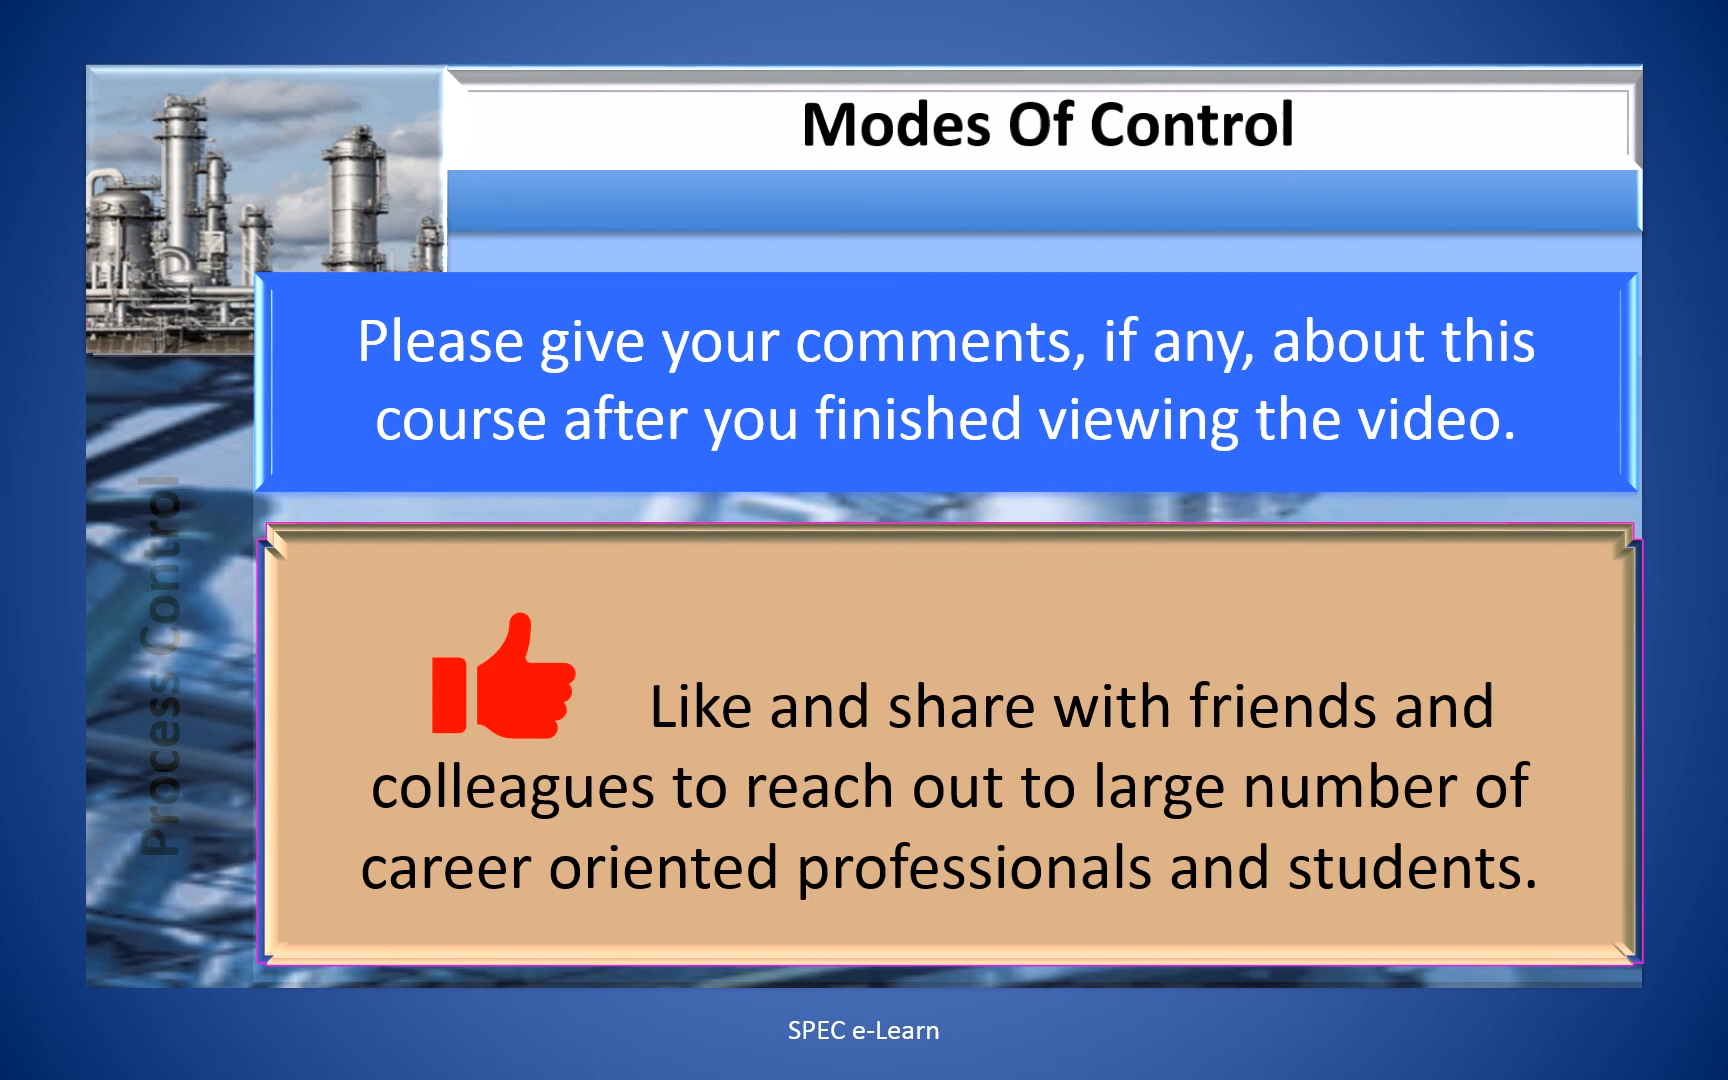 Modes Of Control
Please give your comments, if any, about this
course after you finished viewing the video.
Like and share with friends and
colleagues to reach out to large number of
career oriented professionals and students.
Process Control
SPEC e-Learn